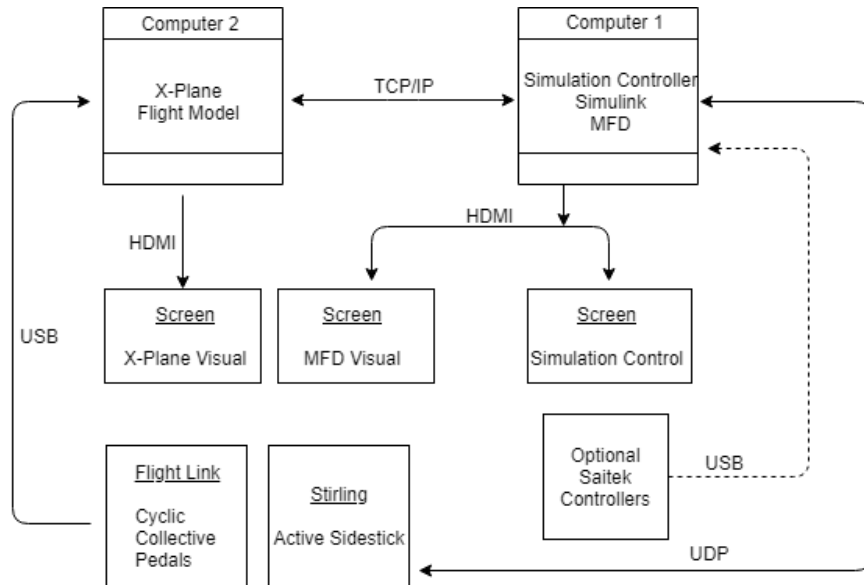 Computer 2
Computer 1
X-Plane
Flight Model
TCP/IP
Simulation Controller
Simulink
MFD
HDMI
HDMI
Screen
X-Plane Visual
Screen
MFD Visual
Screen
Simulation Control
USB
Flight Link
Cyclic
Collective
Pedals
Stirling
Active Sidestick
Optional
Saitek
Controllers
USB
UDP